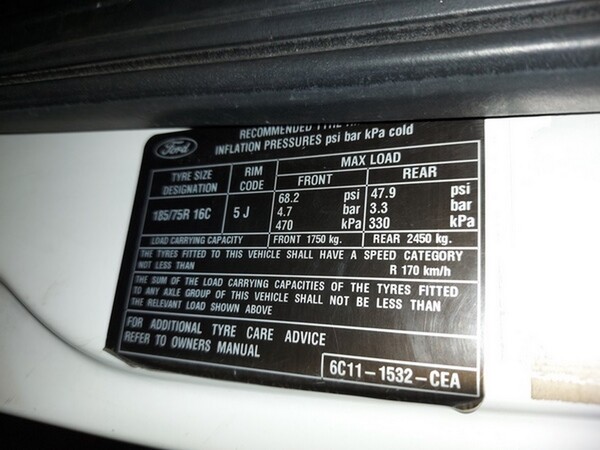 Ford
RECOMMENDED TYRE
INFLATION PRESSURES psi bar kPa cold
TYRE SIZE DESIGNATION
RIM CODE
MAX LOAD
FRONT
REAR
185/75R 16C
5 J
68.2 psi
4.7 bar
470 kPa
47.9 psi
3.3 bar
330 kPa
LOAD CARRYING CAPACITY FRONT 1750 kg. REAR 2450 kg.
THE TYRES FITTED TO THIS VEHICLE SHALL HAVE A SPEED CATEGORY
NOT LESS THAN R 170 km/h
THE SUM OF THE LOAD CARRYING CAPACITIES OF THE TYRES FITTED
TO ANY AXLE GROUP OF THIS VEHICLE SHALL NOT BE LESS THAN
THE RELEVANT LOAD SHOWN ABOVE
FOR ADDITIONAL TYRE CARE ADVICE
REFER TO OWNERS MANUAL
6C11-1532-CEA